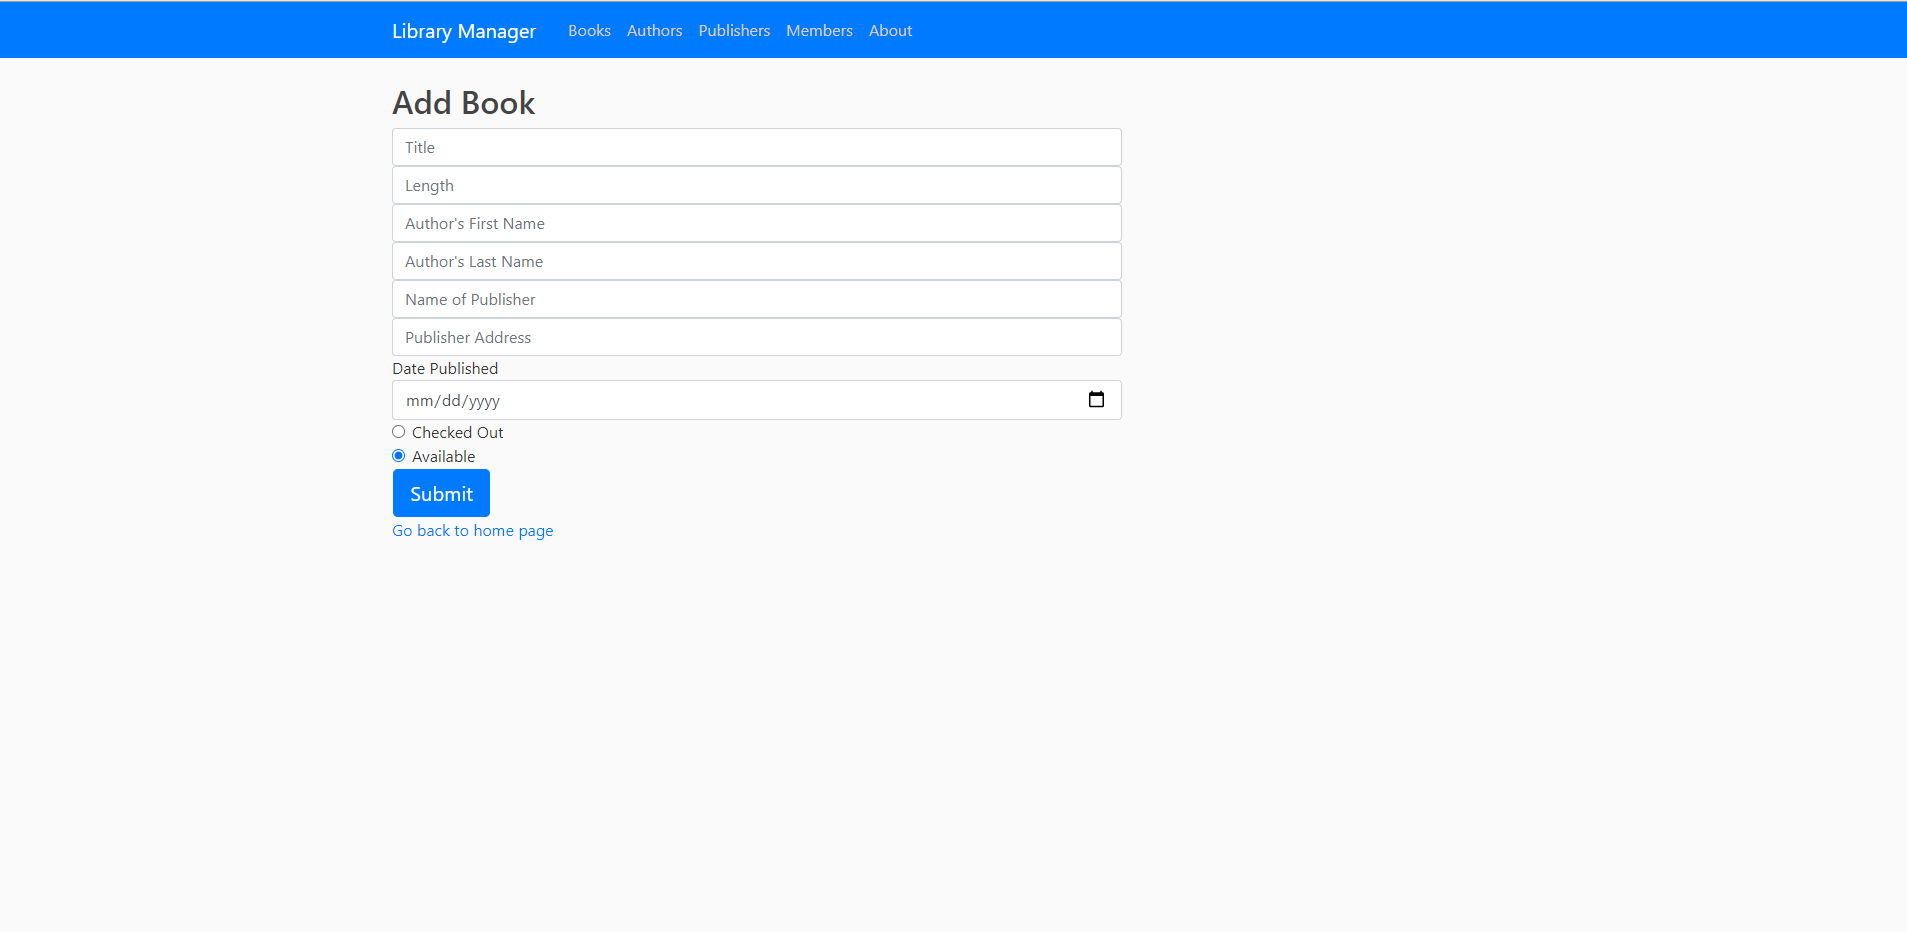 Library Manager Books Authors Publishers Members About
Add Book
Title
Length
Author's First Name
Author's Last Name
Name of Publisher
Publisher Address
Date Published
mm/dd/yyyy
Checked Out
Available
Submit
Go back to home page